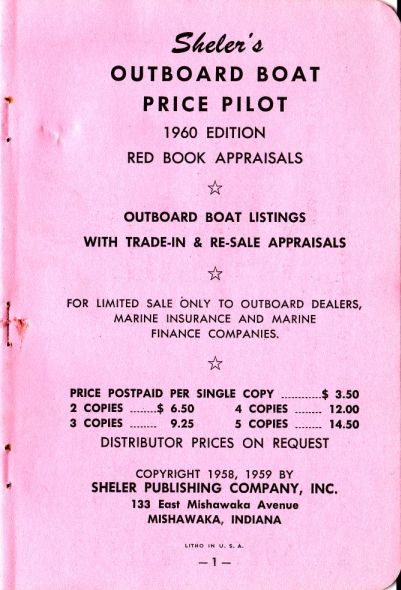 Sheler's
OUTBOARD BOAT
PRICE PILOT
1960 EDITION
RED BOOK APPRAISALS
☆
OUTBOARD BOAT LISTINGS
WITH TRADE-IN & RE-SALE APPRAISALS
☆
FOR LIMITED SALE ONLY TO OUTBOARD DEALERS,
MARINE INSURANCE AND MARINE
FINANCE COMPANIES.
☆
PRICE POSTPAID PER SINGLE COPY ............$ 3.50
2 COPIES .......$ 6.50 4 COPIES ........ 12.00
3 COPIES ........ 9.25 5 COPIES ........ 14.50
DISTRIBUTOR PRICES ON REQUEST
COPYRIGHT 1958, 1959 BY
SHELER PUBLISHING COMPANY, INC.
133 East Mishawaka Avenue
MISHAWAKA, INDIANA
LITHO IN U. S. A.
— 1 —